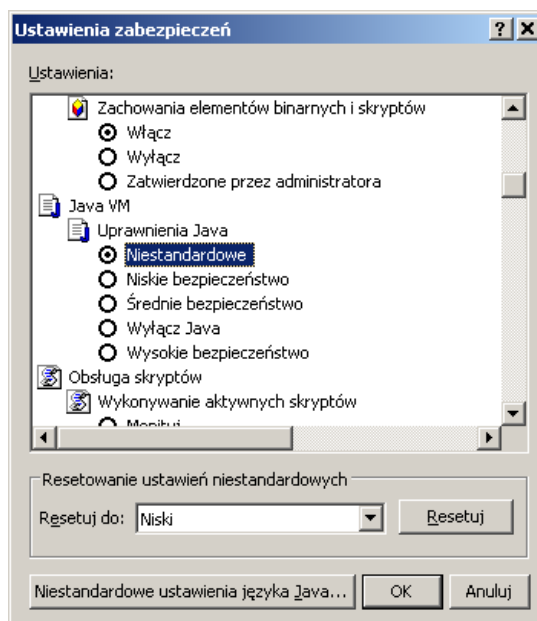 Ustawienia zabezpieczeń
Ustawienia:
Zachowania elementów binarnych i skryptów
Włącz
Wyłącz
Zatwierdzone przez administratora
Java VM
Uprawnienia Java
Niestandardowe
Niskie bezpieczeństwo
Średnie bezpieczeństwo
Wyłącz Java
Wysokie bezpieczeństwo
Obsługa skryptów
Wykonywanie aktywnych skryptów
Monituj
Resetowanie ustawień niestandardowych
Resetuj do: Niski Resetuj
Niestandardowe ustawienia języka Java... OK Anuluj